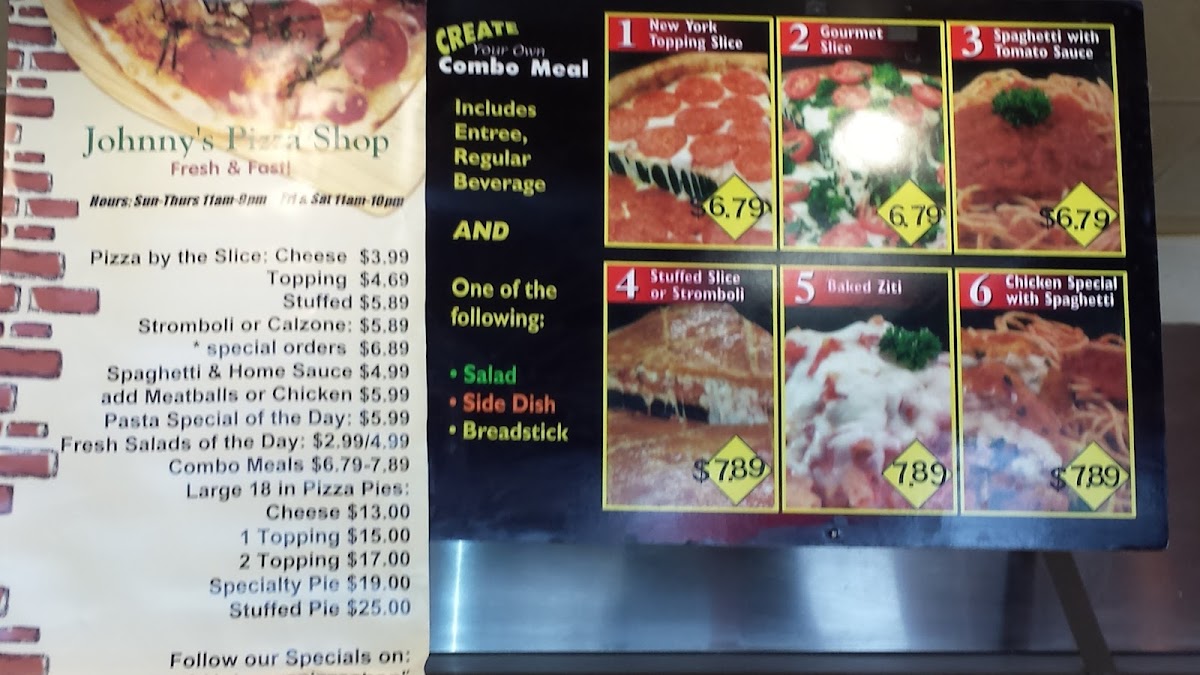 Johnny's Pizza Shop
Fresh & Fast!
Hours: Sun-Thurs 11am-9pm Fri & Sat 11am-10pm
Pizza by the Slice: Cheese $3.99
Topping $4.69
Stuffed $5.89
Stromboli or Calzone: $5.89
* special orders $6.89
Spaghetti & Home Sauce $4.99
add Meatballs or Chicken $5.99
Pasta Special of the Day: $5.99
Fresh Salads of the Day: $2.99/4.99
Combo Meals $6.79-7.89
Large 18 in Pizza Pies:
Cheese $13.00
1 Topping $15.00
2 Topping $17.00
Specialty Pie $19.00
Stuffed Pie $25.00
Follow our Specials on:
CREATE
Your Own
Combo Meal
Includes
Entree,
Regular
Beverage
AND
One of the
following:
• Salad
• Side Dish
• Breadstick
1 New York
Topping Slice
$6.79
2 Gourmet
Slice
6.79
3 Spaghetti with
Tomato Sauce
$6.79
4 Stuffed Slice
or Stromboli
$7.89
5 Baked Ziti
7.89
6 Chicken Special
with Spaghetti
$7.89